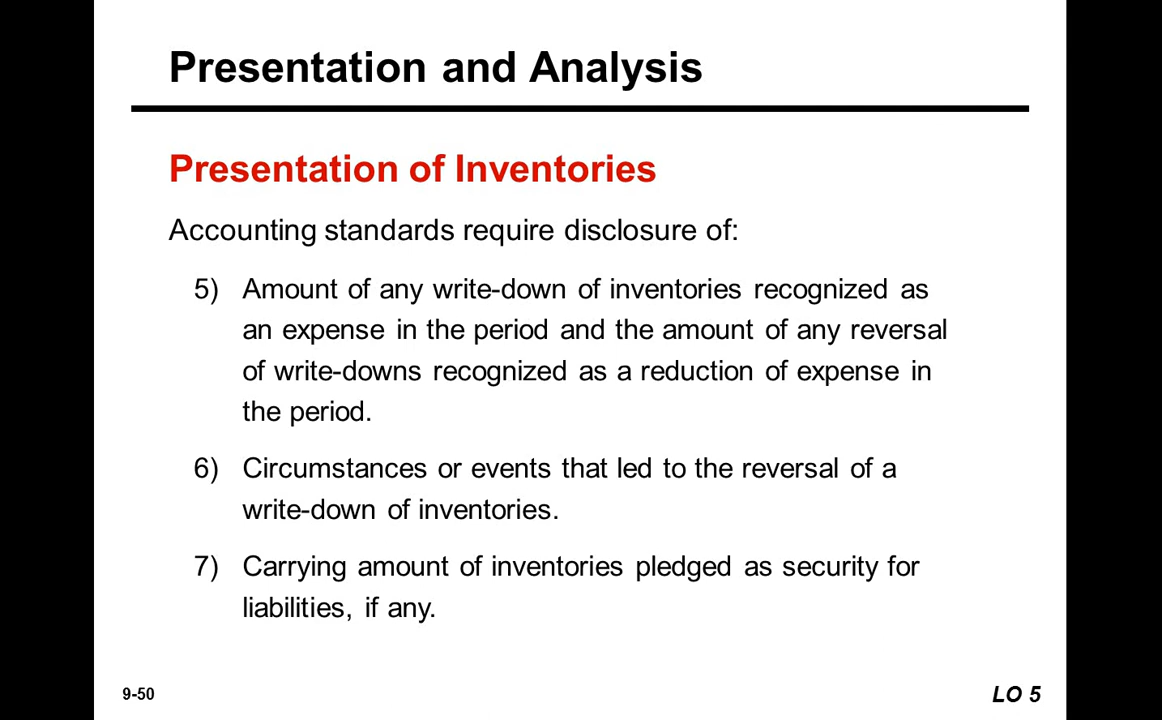 Presentation and Analysis
Presentation of Inventories
Accounting standards require disclosure of:
5) Amount of any write-down of inventories recognized as
an expense in the period and the amount of any reversal
of write-downs recognized as a reduction of expense in
the period.
6) Circumstances or events that led to the reversal of a
write-down of inventories.
7) Carrying amount of inventories pledged as security for
liabilities, if any.
9-50
LO 5